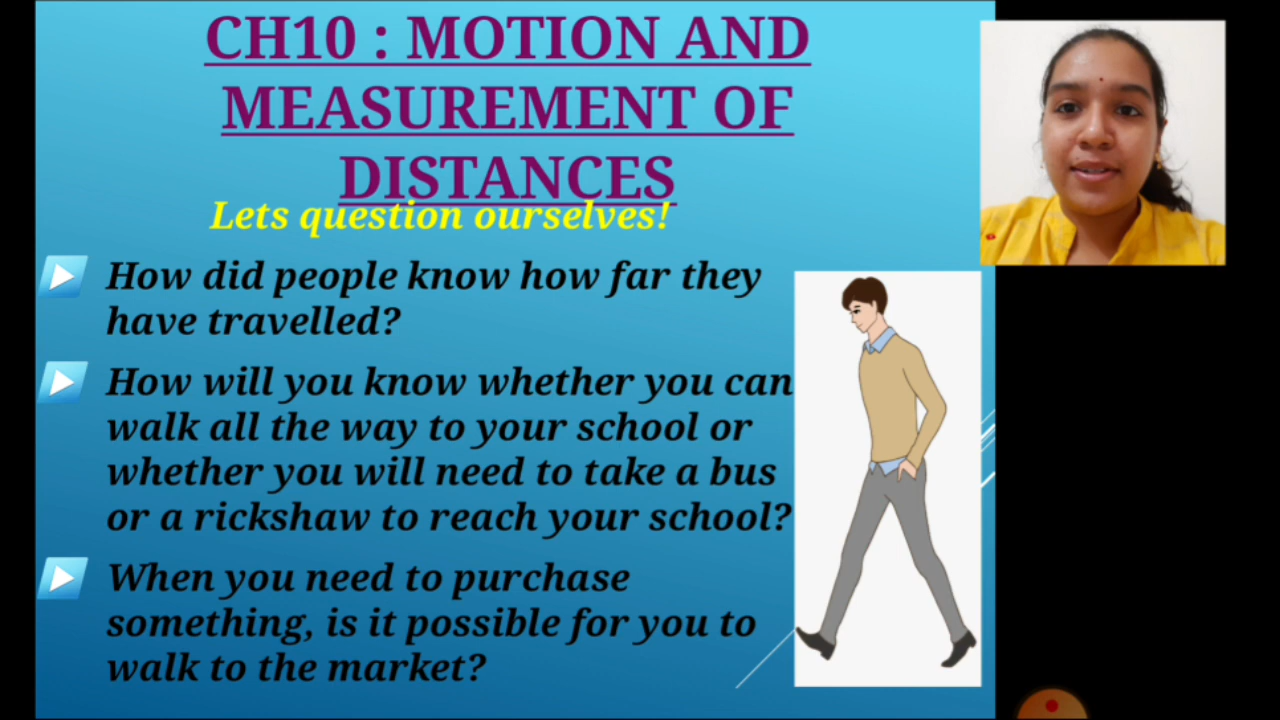 CH10 : MOTION AND
MEASUREMENT OF
DISTANCES
Lets question ourselves!
How did people know how far they
have travelled?
How will you know whether you can
walk all the way to your school or
whether you will need to take a bus
or a rickshaw to reach your school?
When you need to purchase
something, is it possible for you to
walk to the market?